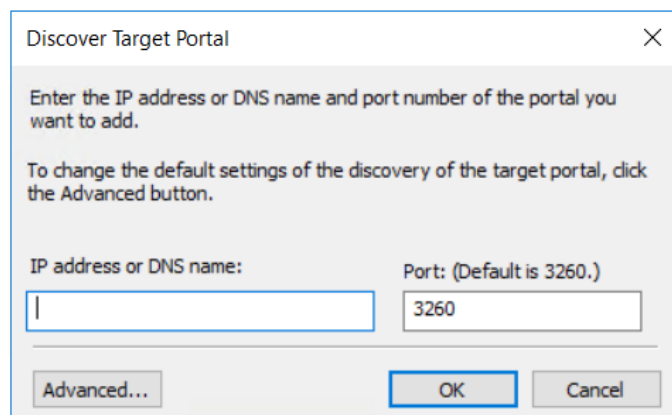 Discover Target Portal
Enter the IP address or DNS name and port number of the portal you
want to add.
To change the default settings of the discovery of the target portal, click
the Advanced button.
IP address or DNS name:
Port: (Default is 3260.)
3260
Advanced...
OK
Cancel